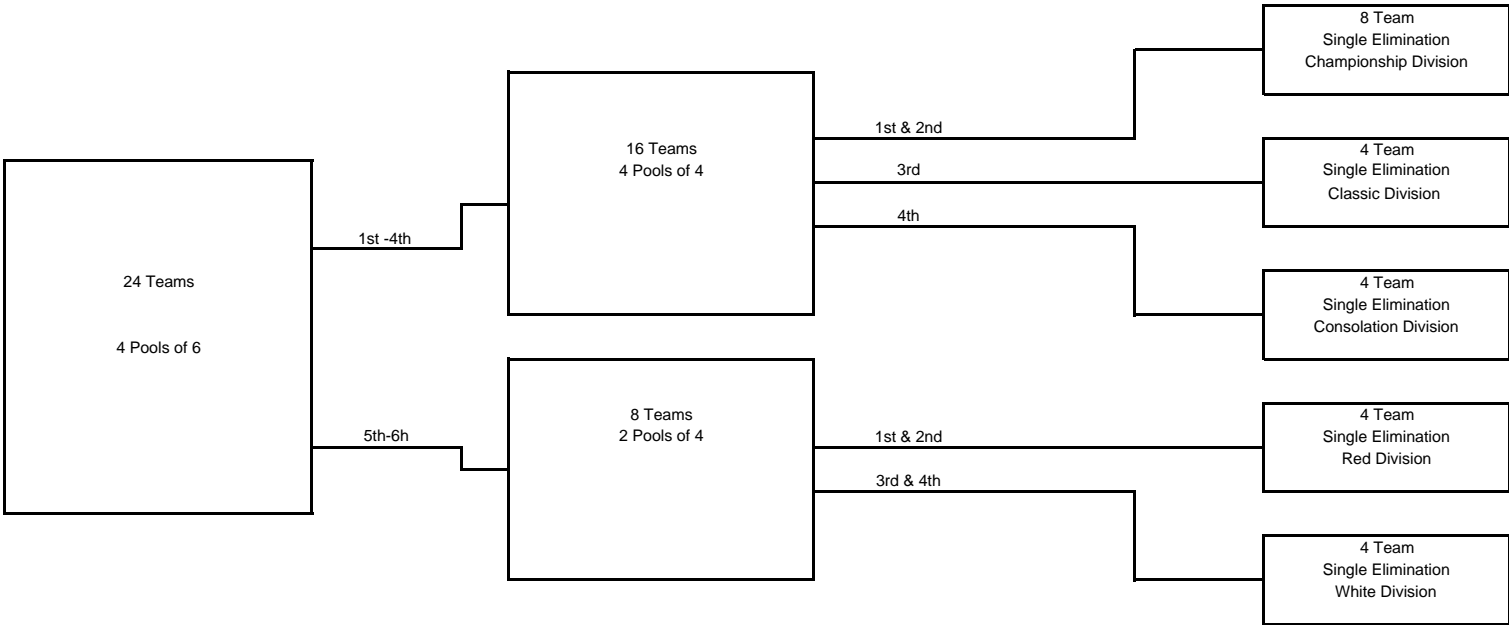 24 Teams
4 Pools of 6
1st -4th
5th-6h
16 Teams
4 Pools of 4
8 Teams
2 Pools of 4
1st & 2nd
3rd
4th
1st & 2nd
3rd & 4th
8 Team
Single Elimination
Championship Division
4 Team
Single Elimination
Classic Division
4 Team
Single Elimination
Consolation Division
4 Team
Single Elimination
Red Division
4 Team
Single Elimination
White Division